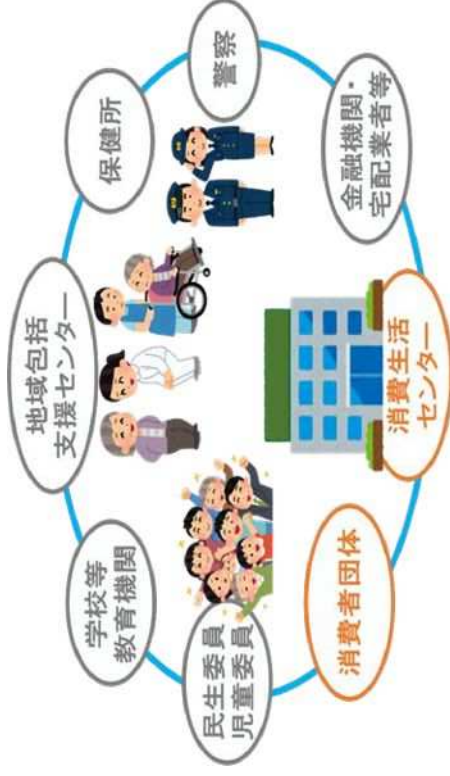 地域包括
支援センター
保健所
警察
金融機関・
宅配業者等
消費生活
センター
消費者団体
民生委員
児童委員
学校等
教育機関